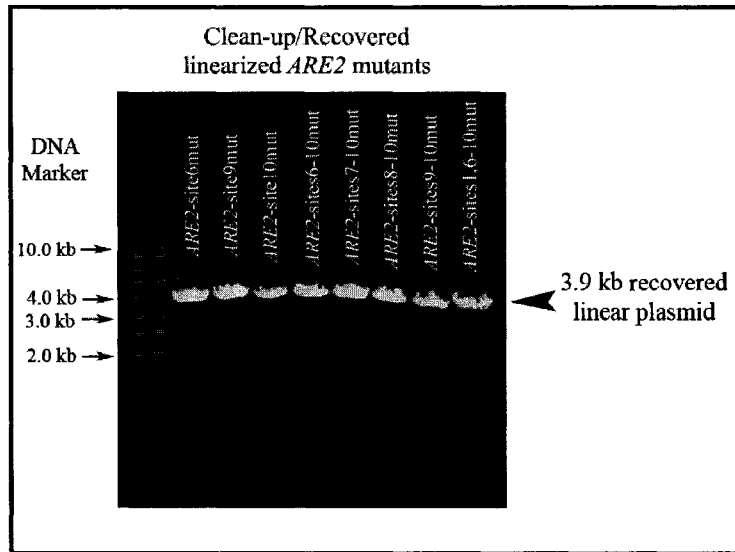 Clean-up/Recovered
linearized ARE2 mutants
DNA
Marker
ARE2-site6mut
ARE2-site9mut
ARE2-site10mut
ARE2-sites6-10mut
ARE2-sites7-10mut
ARE2-sites8-10mut
ARE2-sites9-10mut
ARE2-sites1,6-10mut
10.0 kb
4.0 kb
3.0 kb
2.0 kb
3.9 kb recovered
linear plasmid